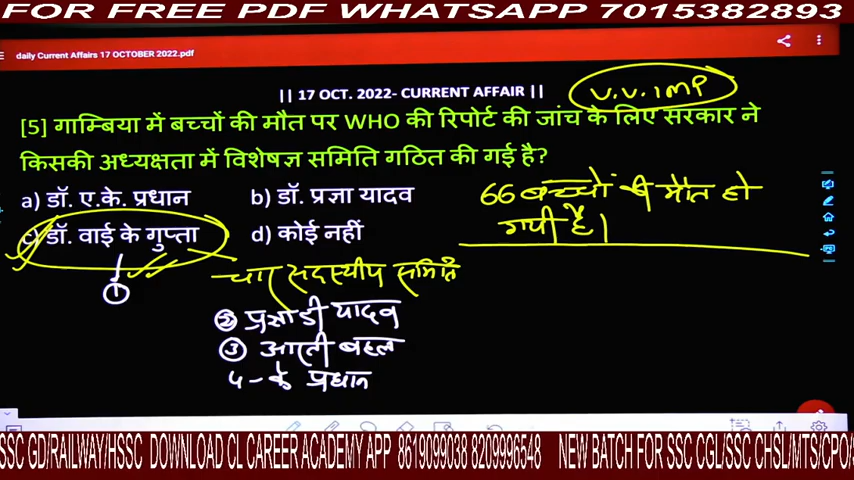 FOR FREE PDF WHATSAPP 7015382893
daily Current Affairs 17 OCTOBER 2022.pdf
|| 17 OCT. 2022- CURRENT AFFAIR ||
V.V.IMP
[5] गाम्बिया में बच्चों की मौत पर WHO की रिपोर्ट की जांच के लिए सरकार ने
किसकी अध्यक्षता में विशेषज्ञ समिति गठित की गई है?
a) डॉ. ए.के. प्रधान b) डॉ. प्रज्ञा यादव
66 बच्चों की मौत हो
गयी है।
c) डॉ. वाई के गुप्ता d) कोई नहीं
चार सदस्यीय समिति
①
② यादव
③ आरती बहल
4 - के प्रधान
SSC GD/RAILWAY/HSSC DOWNLOAD CL CAREER ACADEMY APP 8619099038 8209996548 NEW BATCH FOR SSC CGL/SSC CHSL/MTS/CPO/